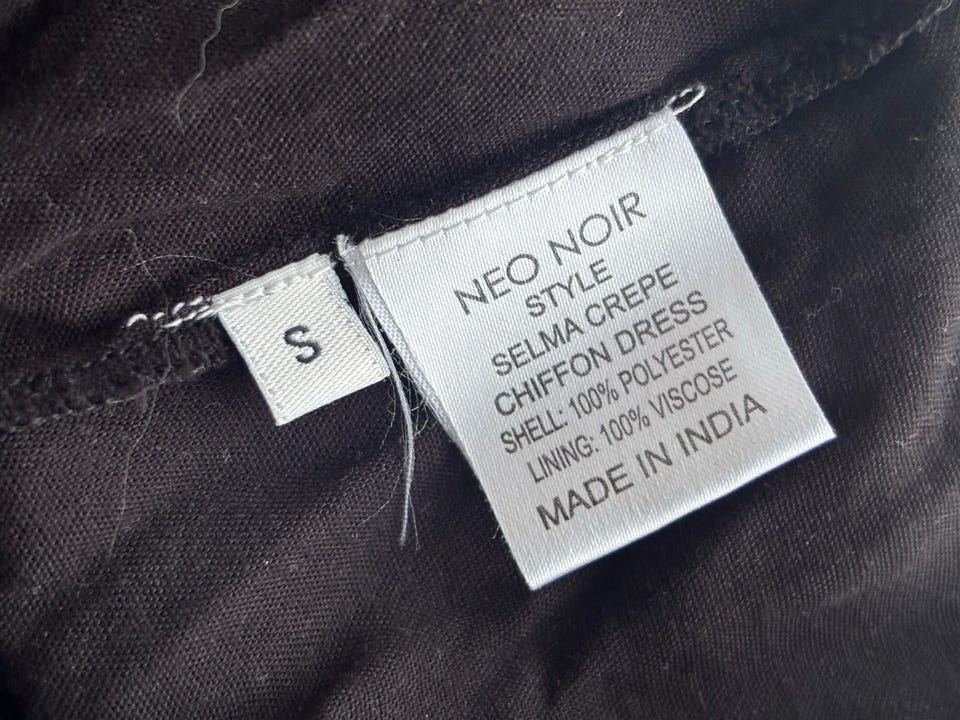 S
NEO NOIR
STYLE
SELMA CREPE
CHIFFON DRESS
SHELL: 100% POLYESTER
LINING: 100% VISCOSE
MADE IN INDIA